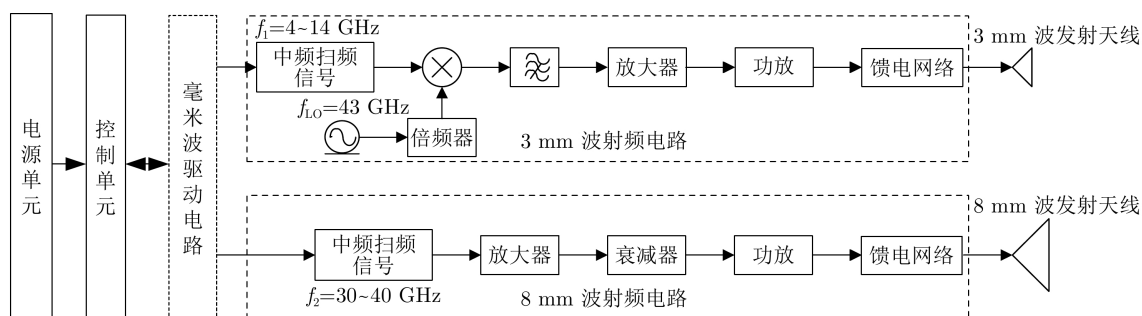 电源单元
控制单元
毫米波驱动电路
f₁=4~14 GHz
中频扫频
信号
f_LO=43 GHz
倍频器
放大器
功放
馈电网络
3 mm 波发射天线
3 mm 波射频电路
中频扫频
信号
f₂=30~40 GHz
放大器
衰减器
功放
馈电网络
8 mm 波发射天线
8 mm 波射频电路